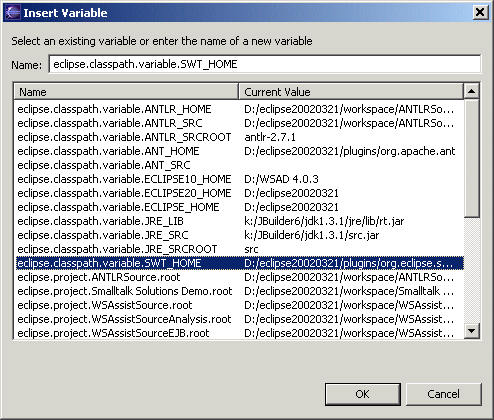 Insert Variable
Select an existing variable or enter the name of a new variable
Name: eclipse.classpath.variable.SWT_HOME
Name Current Value
eclipse.classpath.variable.ANTLR_HOME D:/eclipse20020321/workspace/ANTLRSo...
eclipse.classpath.variable.ANTLR_SRC D:/eclipse20020321/workspace/ANTLRSo...
eclipse.classpath.variable.ANTLR_SRCROOT antlr-2.7.1
eclipse.classpath.variable.ANT_HOME D:/eclipse20020321/plugins/org.apache.ant
eclipse.classpath.variable.ANT_SRC
eclipse.classpath.variable.ECLIPSE10_HOME D:/WSAD 4.0.3
eclipse.classpath.variable.ECLIPSE20_HOME D:/eclipse20020321
eclipse.classpath.variable.ECLIPSE_HOME D:/eclipse20020321
eclipse.classpath.variable.JRE_LIB k:/JBuilder6/jdk1.3.1/jre/lib/rt.jar
eclipse.classpath.variable.JRE_SRC k:/JBuilder6/jdk1.3.1/src.jar
eclipse.classpath.variable.JRE_SRCROOT src
eclipse.classpath.variable.SWT_HOME D:/eclipse20020321/plugins/org.eclipse.s...
eclipse.project.ANTLRSource.root D:/eclipse20020321/workspace/ANTLRSo...
eclipse.project.Smalltalk Solutions Demo.root D:/eclipse20020321/workspace/Smalltalk ...
eclipse.project.WSAssistSource.root D:/eclipse20020321/workspace/WSAssist...
eclipse.project.WSAssistSourceAnalysis.root D:/eclipse20020321/workspace/WSAssist...
eclipse.project.WSAssistSourceEJB.root D:/eclipse20020321/workspace/WSAssist...
OK Cancel